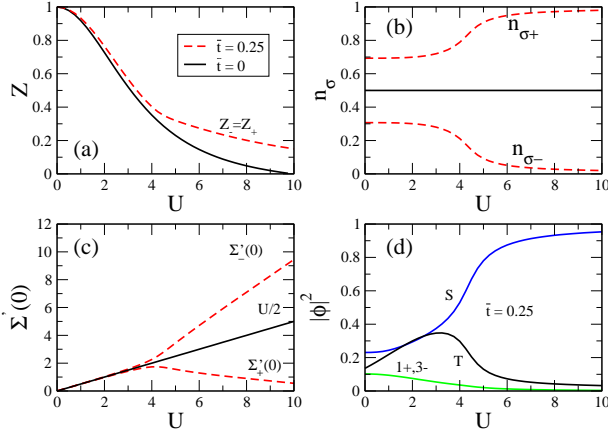 1
0.8
0.6
0.4
0.2
0
Z
t̄ = 0.25
t̄ = 0
Z₋=Z₊
(a)
0 2 4 6 8 10
U
1
0.8
0.6
0.4
0.2
0
n_σ
(b)
n_σ+
n_σ−
0 2 4 6 8 10
U
12
10
8
6
4
2
0
Σ'(0)
(c)
Σ'₋(0)
U/2
Σ'₊(0)
0 2 4 6 8 10
U
1
0.8
0.6
0.4
0.2
0
|ϕ|²
(d)
S
t̄ = 0.25
1+,3-
T
0 2 4 6 8 10
U